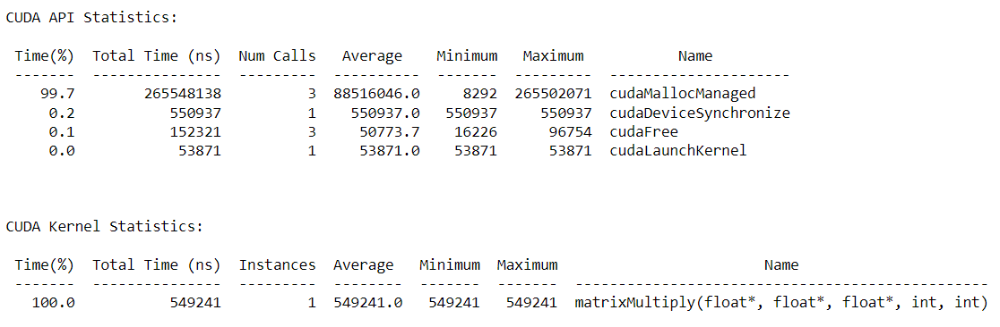 CUDA API Statistics:
Time(%) Total Time (ns) Num Calls Average Minimum Maximum Name
------- --------------- --------- ---------- ------- --------- ---------------------
99.7 265548138 3 88516046.0 8292 265502071 cudaMallocManaged
0.2 550937 1 550937.0 550937 550937 cudaDeviceSynchronize
0.1 152321 3 50773.7 16226 96754 cudaFree
0.0 53871 1 53871.0 53871 53871 cudaLaunchKernel
CUDA Kernel Statistics:
Time(%) Total Time (ns) Instances Average Minimum Maximum Name
------- --------------- --------- -------- ------- ------- ------------------------------------------------
100.0 549241 1 549241.0 549241 549241 matrixMultiply(float*, float*, float*, int, int)